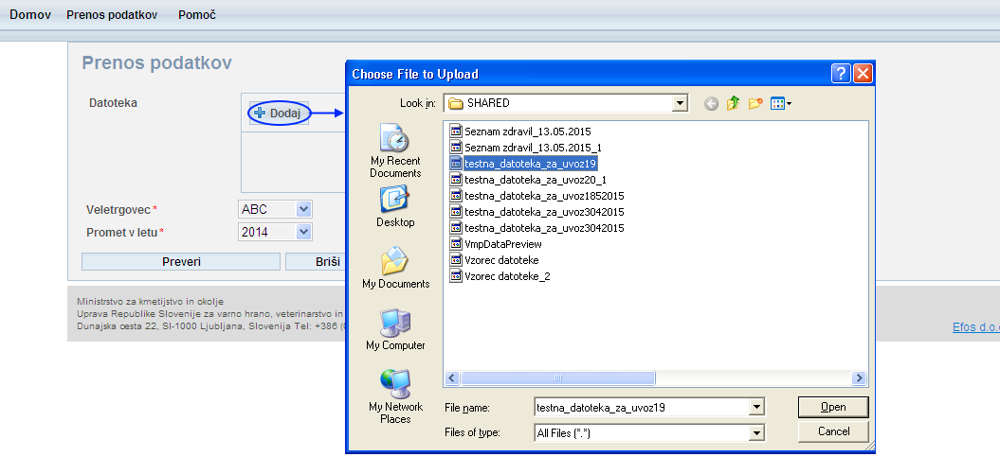 Domov Prenos podatkov Pomoč
Prenos podatkov
Datoteka
Dodaj
Veletrgovec * ABC
Promet v letu * 2014
Preveri Briši
Ministrstvo za kmetijstvo in okolje
Uprava Republike Slovenije za varno hrano, veterinarstvo in
Dunajska cesta 22, SI-1000 Ljubljana, Slovenija Tel: +386 (
Efos d.o.
Choose File to Upload
Look in: SHARED
My Recent
Documents
Desktop
My Documents
My Computer
My Network
Places
Seznam zdravil_13.05.2015
Seznam zdravil_13.05.2015_1
testna_datoteka_za_uvoz19
testna_datoteka_za_uvoz20_1
testna_datoteka_za_uvoz1852015
testna_datoteka_za_uvoz3042015
testna_datoteka_za_uvoz3042015
VmpDataPreview
Vzorec datoteke
Vzorec datoteke_2
File name: testna_datoteka_za_uvoz19
Open
Files of type: All Files (*.*)
Cancel